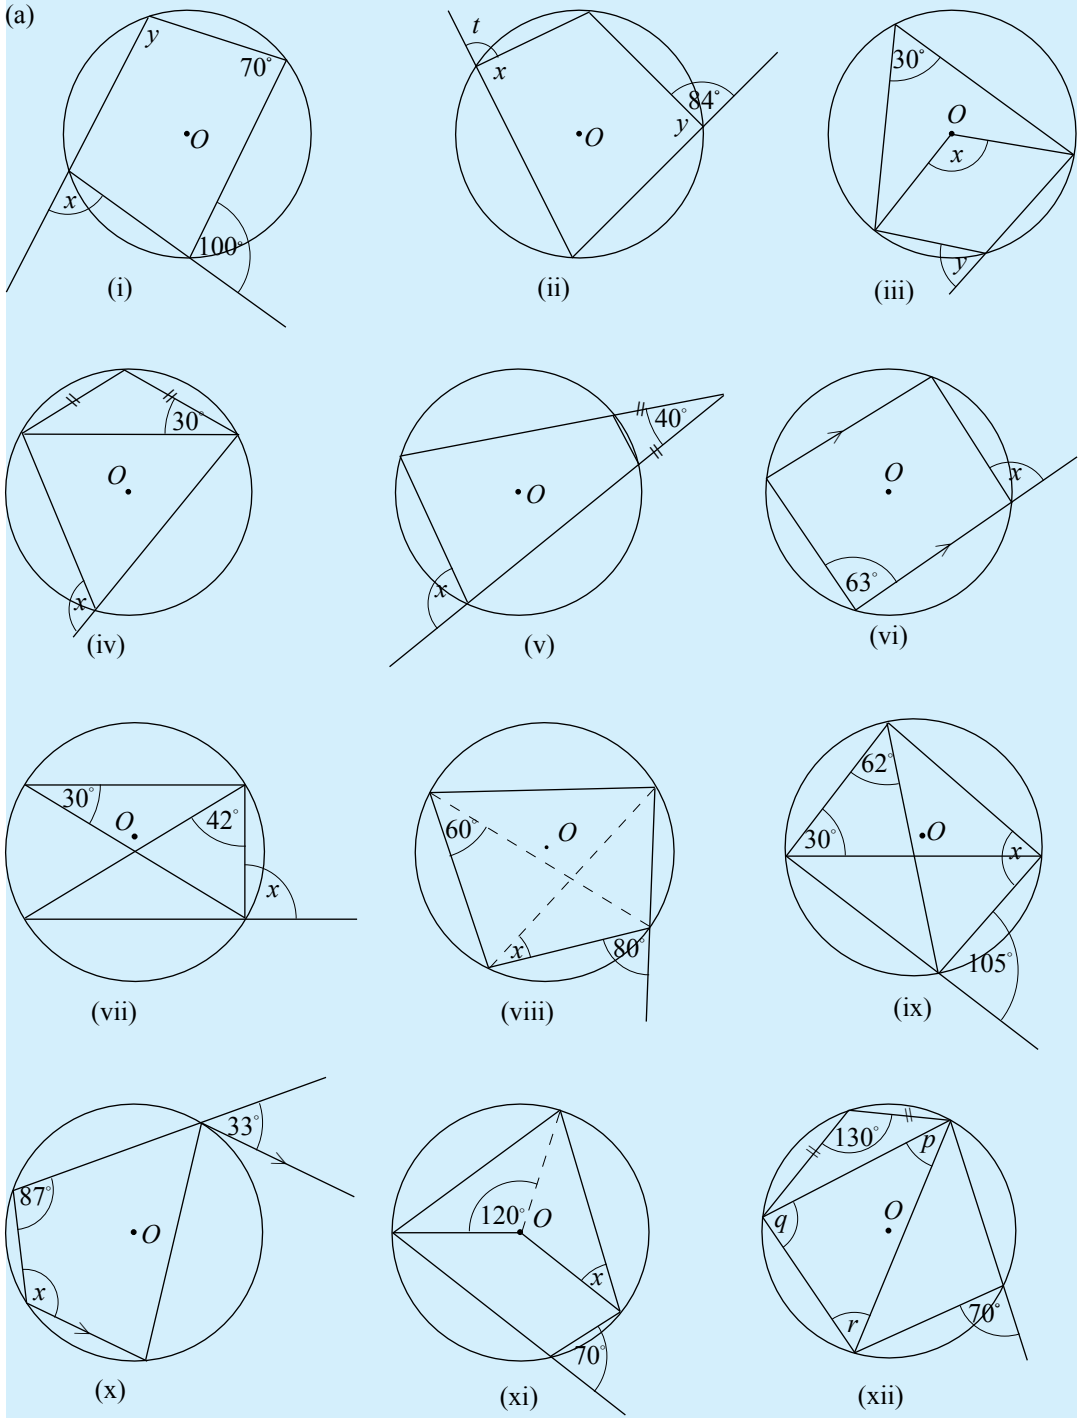 (a)
y 70° x 100° O
(i)
t x 84° y O
(ii)
30° O x y
(iii)
30° O x
(iv)
40° O x
(v)
O x 63°
(vi)
30° O 42° x
(vii)
60° O x 80°
(viii)
62° 30° O x 105°
(ix)
33° 87° O x
(x)
120° O x 70°
(xi)
130° p q O r 70°
(xii)